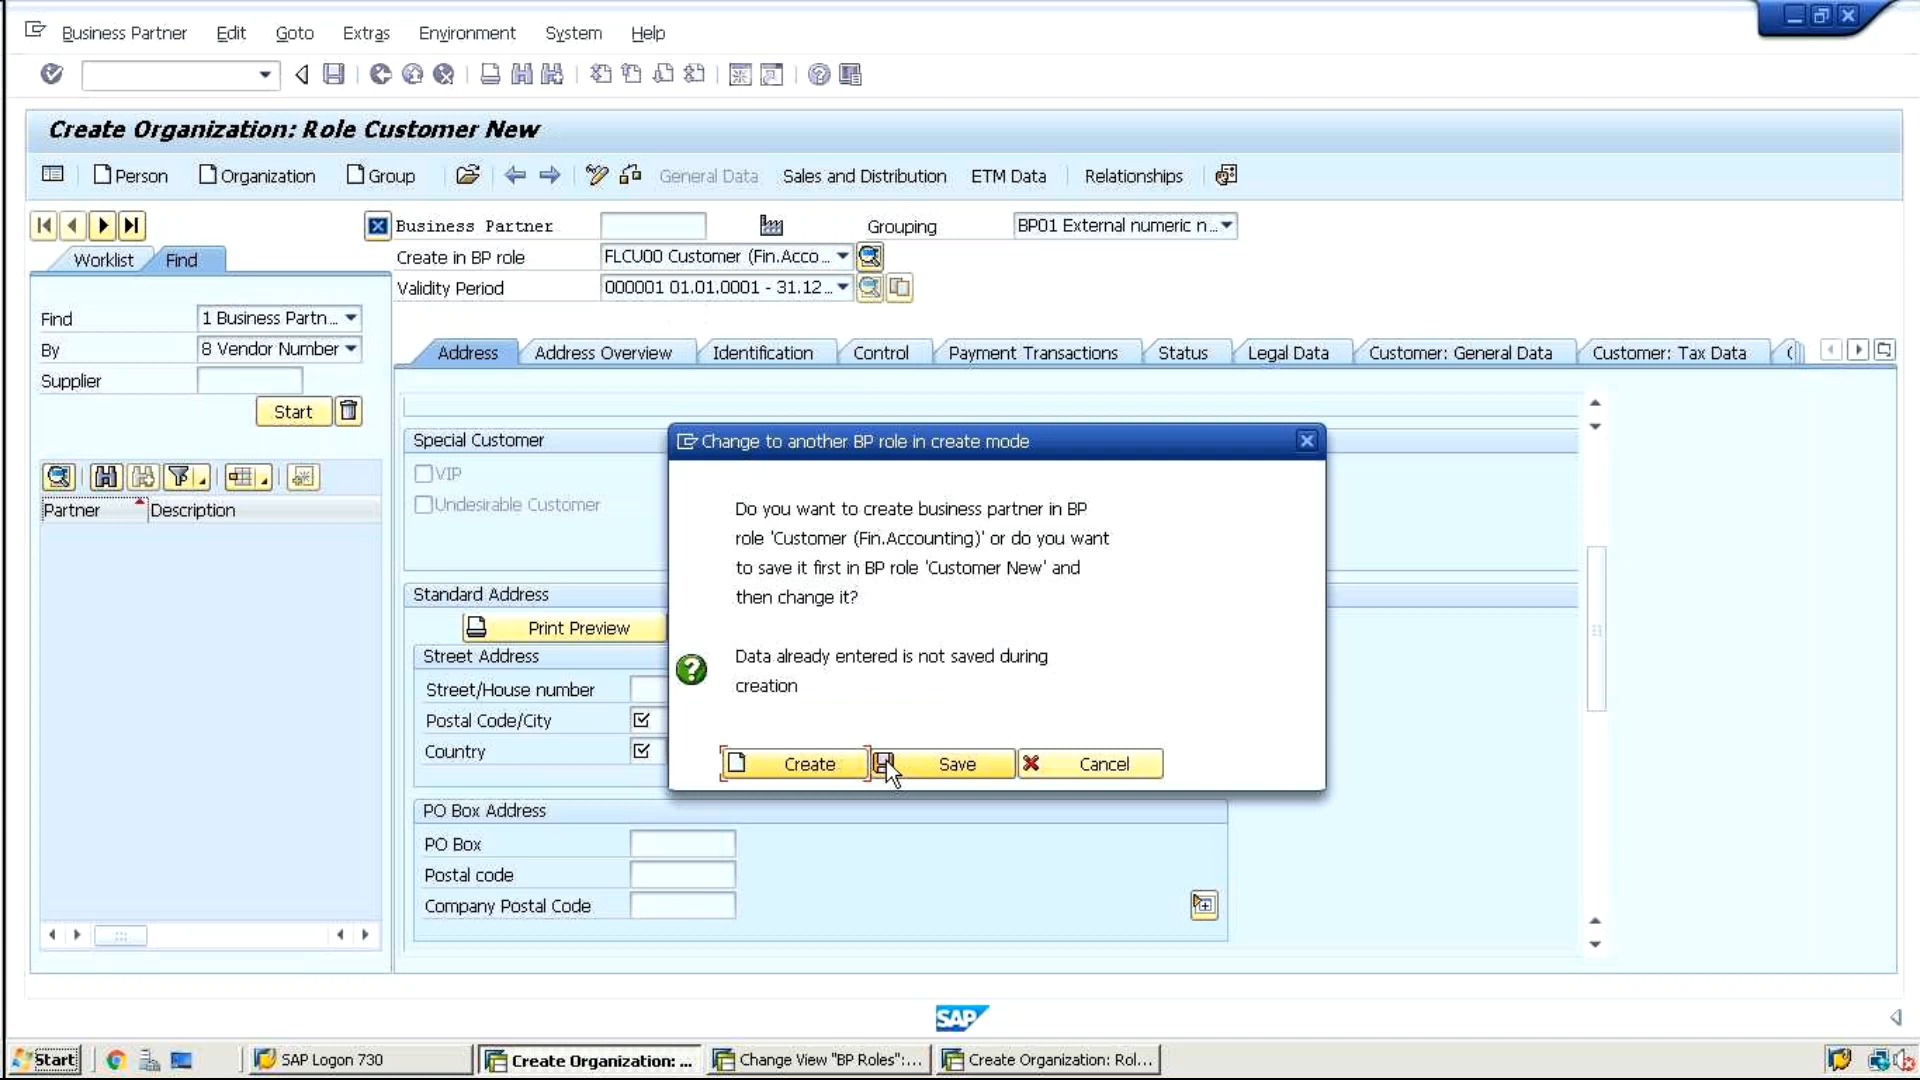 Business Partner Edit Goto Extras Environment System Help
Create Organization: Role Customer New
Person Organization Group General Data Sales and Distribution ETM Data Relationships
Business Partner Grouping BP01 External numeric n...
Worklist Find
Create in BP role FLCU00 Customer (Fin.Acco...
Validity Period 000001 01.01.0001 - 31.12...
Find 1 Business Partn...
By 8 Vendor Number
Supplier
Start
Address Address Overview Identification Control Payment Transactions Status Legal Data Customer: General Data Customer: Tax Data
Partner Description
Special Customer
VIP
Undesirable Customer
Standard Address
Print Preview
Street Address
Street/House number
Postal Code/City
Country
PO Box Address
PO Box
Postal code
Company Postal Code
Change to another BP role in create mode
Do you want to create business partner in BP
role 'Customer (Fin.Accounting)' or do you want
to save it first in BP role 'Customer New' and
then change it?
Data already entered is not saved during
creation
Create Save Cancel
SAP
Start SAP Logon 730 Create Organization: ... Change View "BP Roles":... Create Organization: Rol...